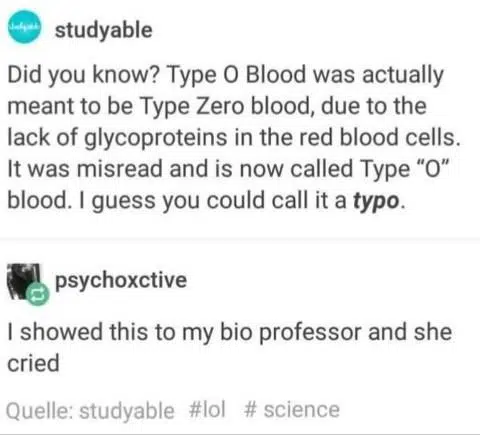 studyable
Did you know? Type O Blood was actually
meant to be Type Zero blood, due to the
lack of glycoproteins in the red blood cells.
It was misread and is now called Type "O"
blood. I guess you could call it a typo.
psychoxctive
I showed this to my bio professor and she
cried
Quelle: studyable #lol # science